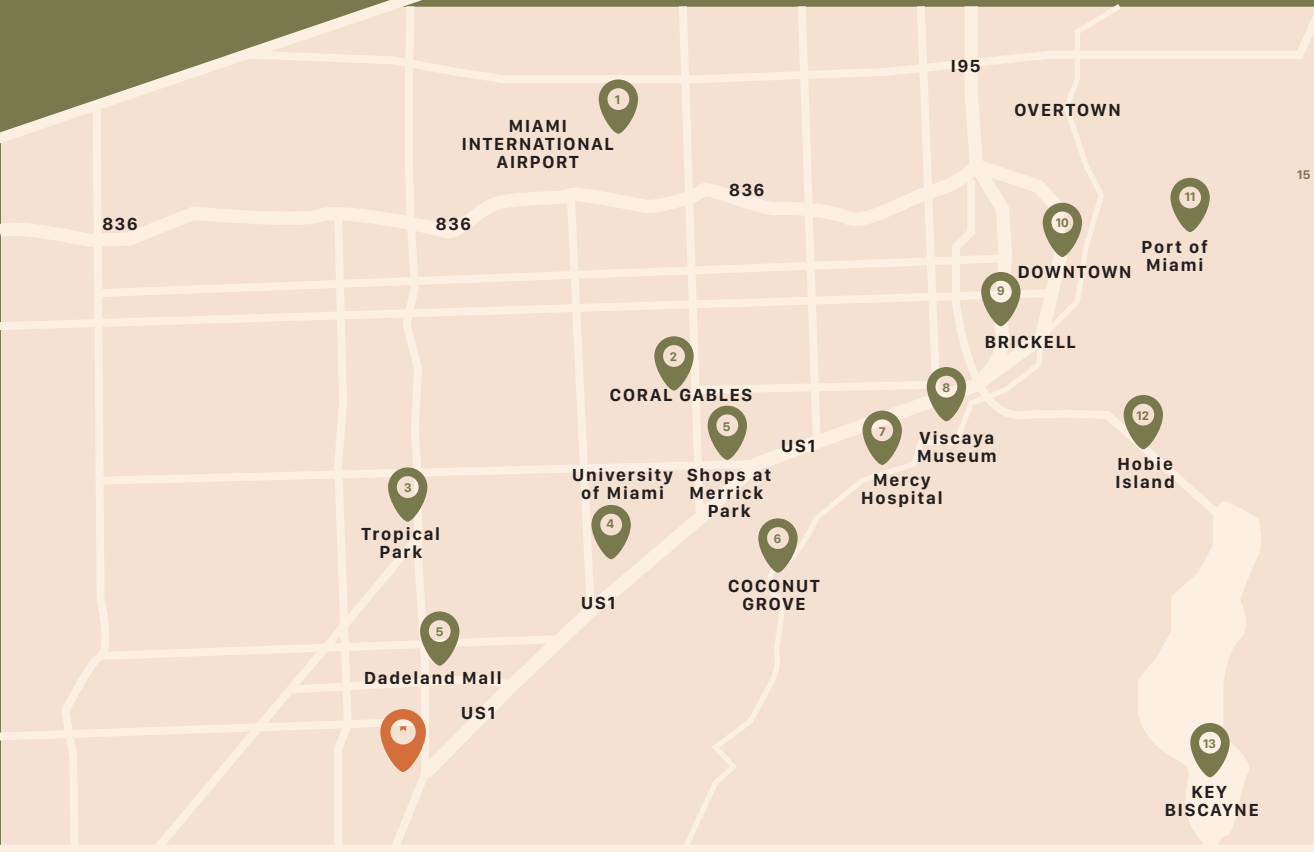 I95
1
OVERTOWN
MIAMI
INTERNATIONAL
AIRPORT
15
836
11
836
836
10
Port of
Miami
DOWNTOWN
9
BRICKELL
2
CORAL GABLES
8
12
5
7
US1
Viscaya
Museum
Hobie
Island
University
of Miami
Shops at
Merrick
Park
Mercy
Hospital
3
4
Tropical
Park
6
COCONUT
GROVE
US1
5
Dadeland Mall
US1
13
KEY
BISCAYNE